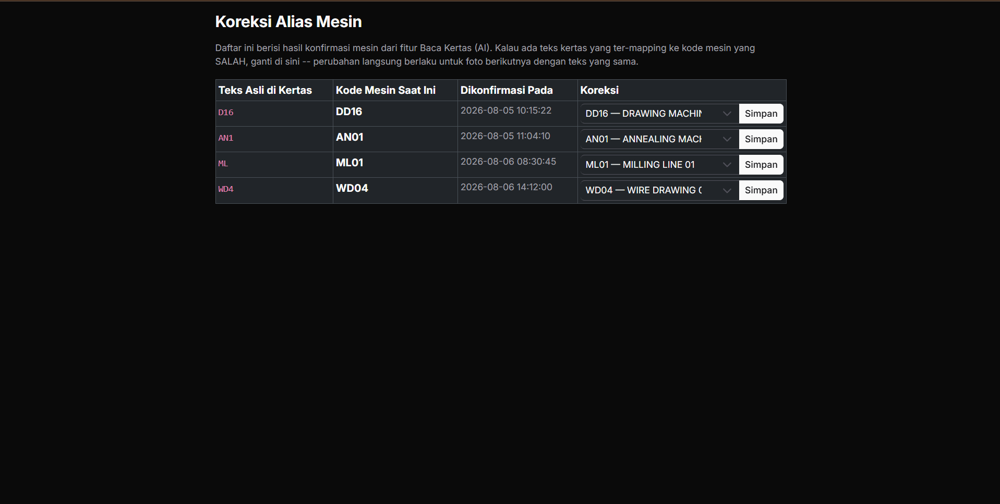 Koreksi Alias Mesin
Daftar ini berisi hasil konfirmasi mesin dari fitur Baca Kertas (AI). Kalau ada teks kertas yang ter-mapping ke kode mesin yang
SALAH, ganti di sini -- perubahan langsung berlaku untuk foto berikutnya dengan teks yang sama.
Teks Asli di Kertas Kode Mesin Saat Ini Dikonfirmasi Pada Koreksi
D16 DD16 2026-08-05 10:15:22 DD16 — DRAWING Simpan
AN1 AN01 2026-08-05 11:04:10 AN01 — ANNEALING Simpan
ML ML01 2026-08-06 08:30:45 ML01 — MILLING LINE 01 Simpan
WD4 WD04 2026-08-06 14:12:00 WD04 — WIRE DRAWING Simpan